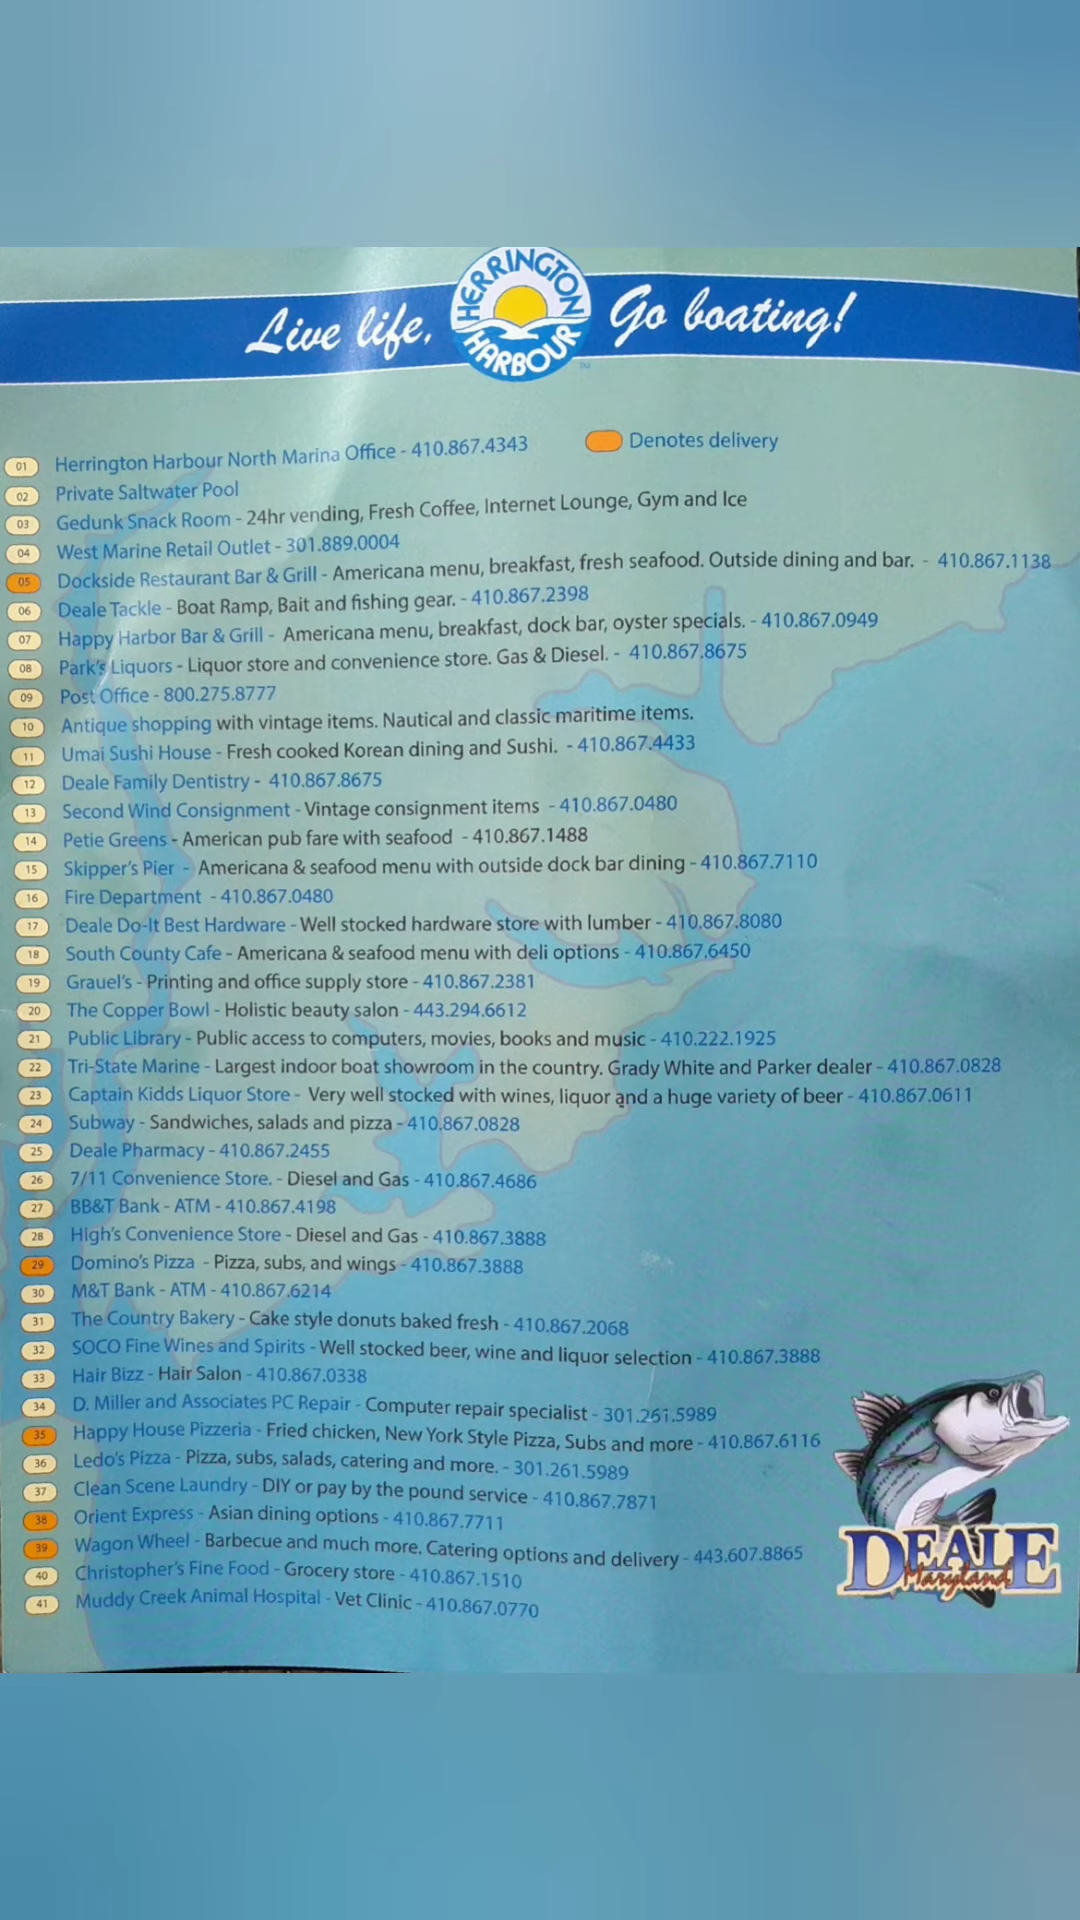 Live life, HERRINGTON HARBOUR ™ Go boating!
Denotes delivery
01 Herrington Harbour North Marina Office - 410.867.4343
02 Private Saltwater Pool
03 Gedunk Snack Room - 24hr vending, Fresh Coffee, Internet Lounge, Gym and Ice
04 West Marine Retail Outlet - 301.889.0004
05 Dockside Restaurant Bar & Grill - Americana menu, breakfast, fresh seafood. Outside dining and bar. - 410.867.1138
06 Deale Tackle - Boat Ramp, Bait and fishing gear. - 410.867.2398
07 Happy Harbor Bar & Grill - Americana menu, breakfast, dock bar, oyster specials. - 410.867.0949
08 Park's Liquors - Liquor store and convenience store. Gas & Diesel. - 410.867.8675
09 Post Office - 800.275.8777
10 Antique shopping with vintage items. Nautical and classic maritime items.
11 Umai Sushi House - Fresh cooked Korean dining and Sushi. - 410.867.4433
12 Deale Family Dentistry - 410.867.8675
13 Second Wind Consignment - Vintage consignment items - 410.867.0480
14 Petie Greens - American pub fare with seafood - 410.867.1488
15 Skipper's Pier - Americana & seafood menu with outside dock bar dining - 410.867.7110
16 Fire Department - 410.867.0480
17 Deale Do-It Best Hardware - Well stocked hardware store with lumber - 410.867.8080
18 South County Cafe - Americana & seafood menu with deli options - 410.867.6450
19 Grauel's - Printing and office supply store - 410.867.2381
20 The Copper Bowl - Holistic beauty salon - 443.294.6612
21 Public Library - Public access to computers, movies, books and music - 410.222.1925
22 Tri-State Marine - Largest indoor boat showroom in the country. Grady White and Parker dealer - 410.867.0828
23 Captain Kidds Liquor Store - Very well stocked with wines, liquor and a huge variety of beer - 410.867.0611
24 Subway - Sandwiches, salads and pizza - 410.867.0828
25 Deale Pharmacy - 410.867.2455
26 7/11 Convenience Store. - Diesel and Gas - 410.867.4686
27 BB&T Bank - ATM - 410.867.4198
28 High's Convenience Store - Diesel and Gas - 410.867.3888
29 Domino's Pizza - Pizza, subs, and wings - 410.867.3888
30 M&T Bank - ATM - 410.867.6214
31 The Country Bakery - Cake style donuts baked fresh - 410.867.2068
32 SOCO Fine Wines and Spirits - Well stocked beer, wine and liquor selection - 410.867.3888
33 Hair Bizz - Hair Salon - 410.867.0338
34 D. Miller and Associates PC Repair - Computer repair specialist - 301.261.5989
35 Happy House Pizzeria - Fried chicken, New York Style Pizza, Subs and more - 410.867.6116
36 Ledo's Pizza - Pizza, subs, salads, catering and more. - 301.261.5989
37 Clean Scene Laundry - DIY or pay by the pound service - 410.867.7871
38 Orient Express - Asian dining options - 410.867.7711
39 Wagon Wheel - Barbecue and much more. Catering options and delivery - 443.607.8865
40 Christopher's Fine Food - Grocery store - 410.867.1510
41 Muddy Creek Animal Hospital - Vet Clinic - 410.867.0770
DEALE
Maryland